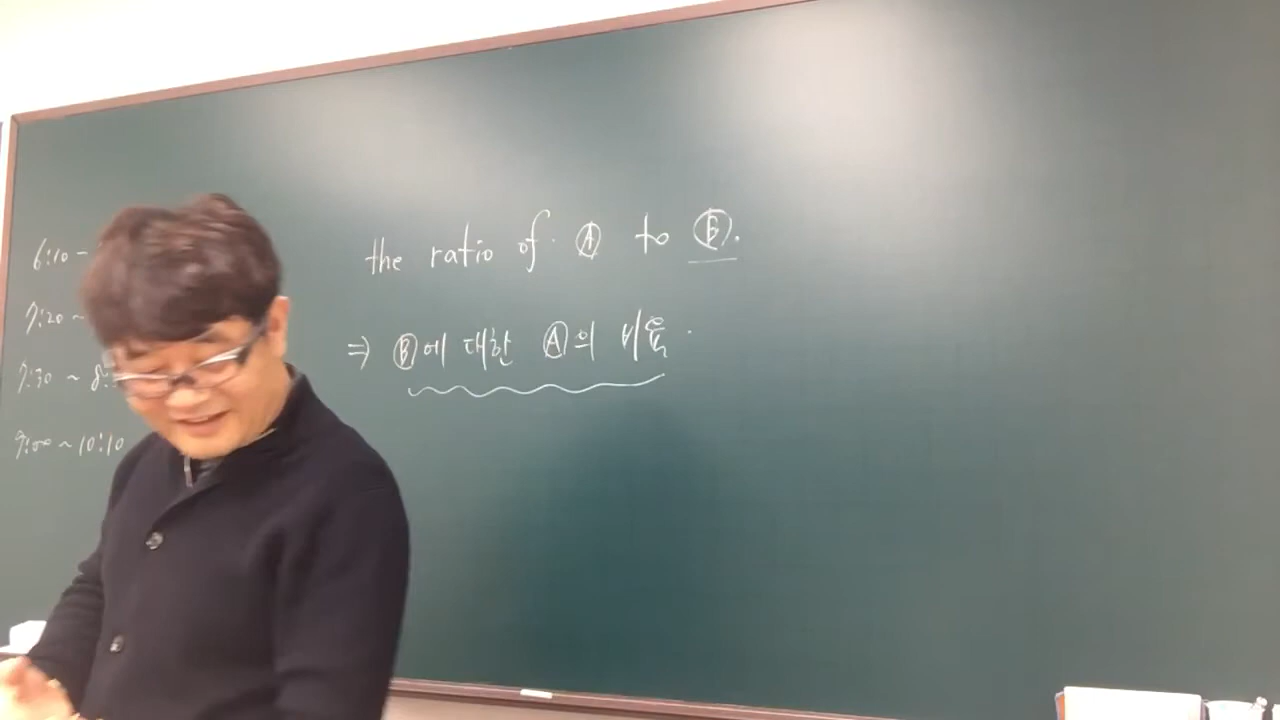 the ratio of Ⓐ to Ⓑ.
⇒ Ⓑ에 대한 Ⓐ의 비율.
6:10 -
7:20 ~
7:30 ~ 8:
9:00 ~ 10:10